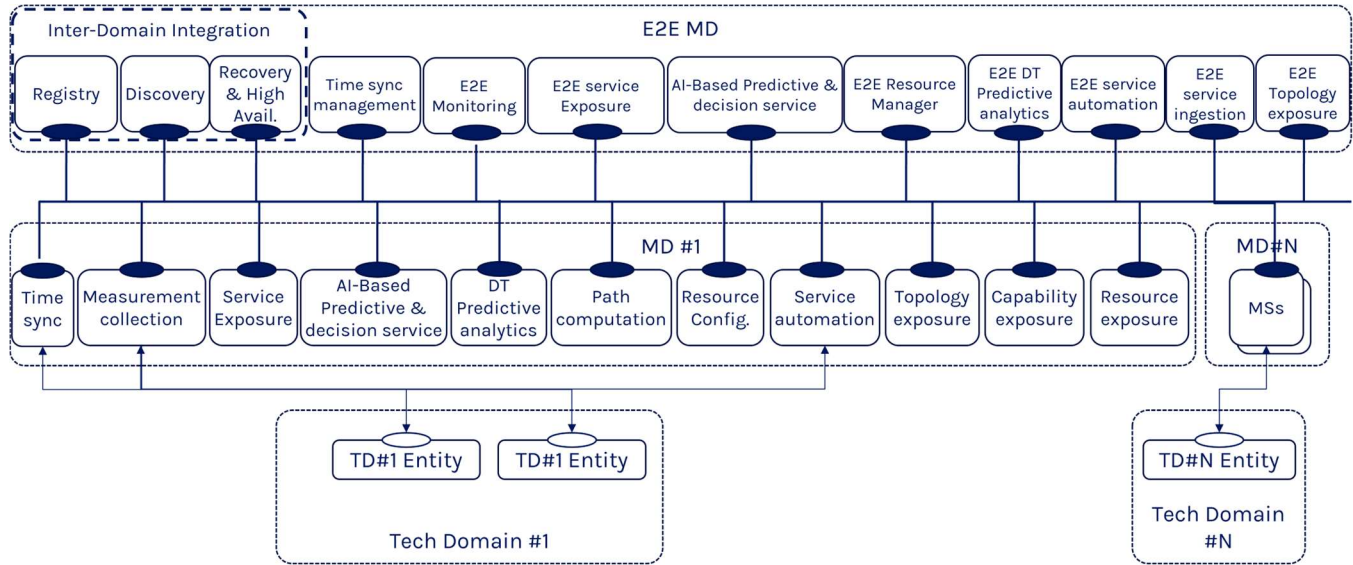 Inter-Domain Integration
E2E MD
Registry
Discovery
Recovery
& High
Avail.
Time sync
management
E2E
Monitoring
E2E service
Exposure
AI-Based Predictive &
decision service
E2E Resource
Manager
E2E DT
Predictive
analytics
E2E service
automation
E2E
service
ingestion
E2E
Topology
exposure
MD #1
MD#N
Time
sync
Measurement
collection
Service
Exposure
AI-Based
Predictive &
decision service
DT
Predictive
analytics
Path
computation
Resource
Config.
Service
automation
Topology
exposure
Capability
exposure
Resource
exposure
MSs
TD#1 Entity
TD#1 Entity
TD#N Entity
Tech Domain #1
Tech Domain
#N